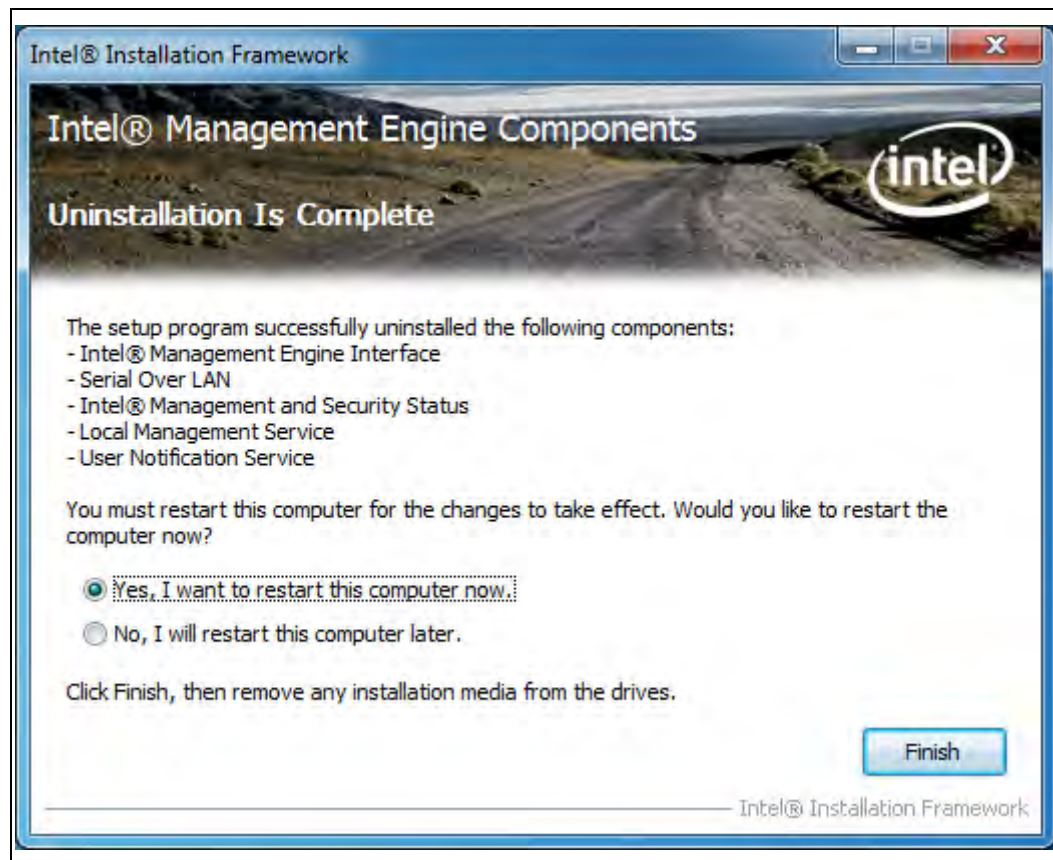 Intel® Installation Framework
Intel® Management Engine Components
intel
Uninstallation Is Complete
The setup program successfully uninstalled the following components:
- Intel® Management Engine Interface
- Serial Over LAN
- Intel® Management and Security Status
- Local Management Service
- User Notification Service
You must restart this computer for the changes to take effect. Would you like to restart the
computer now?
Yes, I want to restart this computer now.
No, I will restart this computer later.
Click Finish, then remove any installation media from the drives.
Finish
Intel® Installation Framework